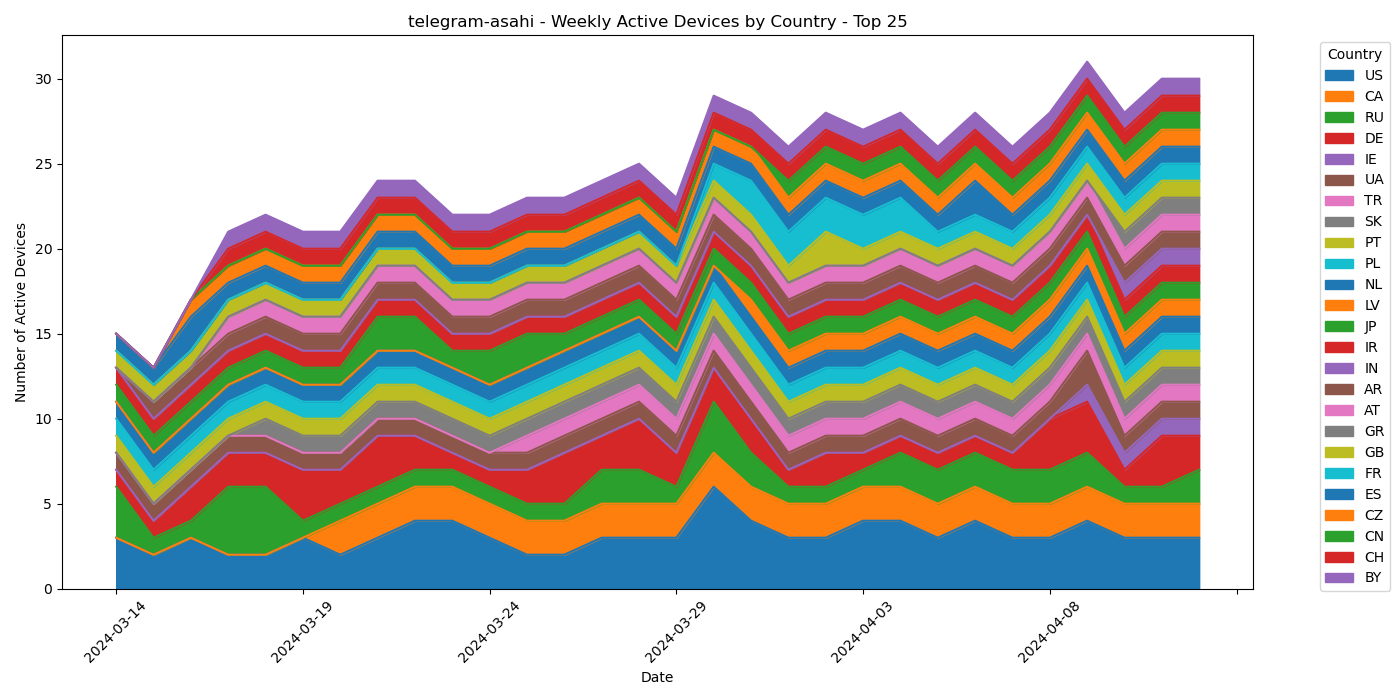 telegram-asahi - Weekly Active Devices by Country - Top 25
Number of Active Devices
30
25
20
15
10
5
0
2024-03-14
2024-03-19
2024-03-24
2024-03-29
2024-04-03
2024-04-08
Date
Country
US
CA
RU
DE
IE
UA
TR
SK
PT
PL
NL
LV
JP
IR
IN
AR
AT
GR
GB
FR
ES
CZ
CN
CH
BY